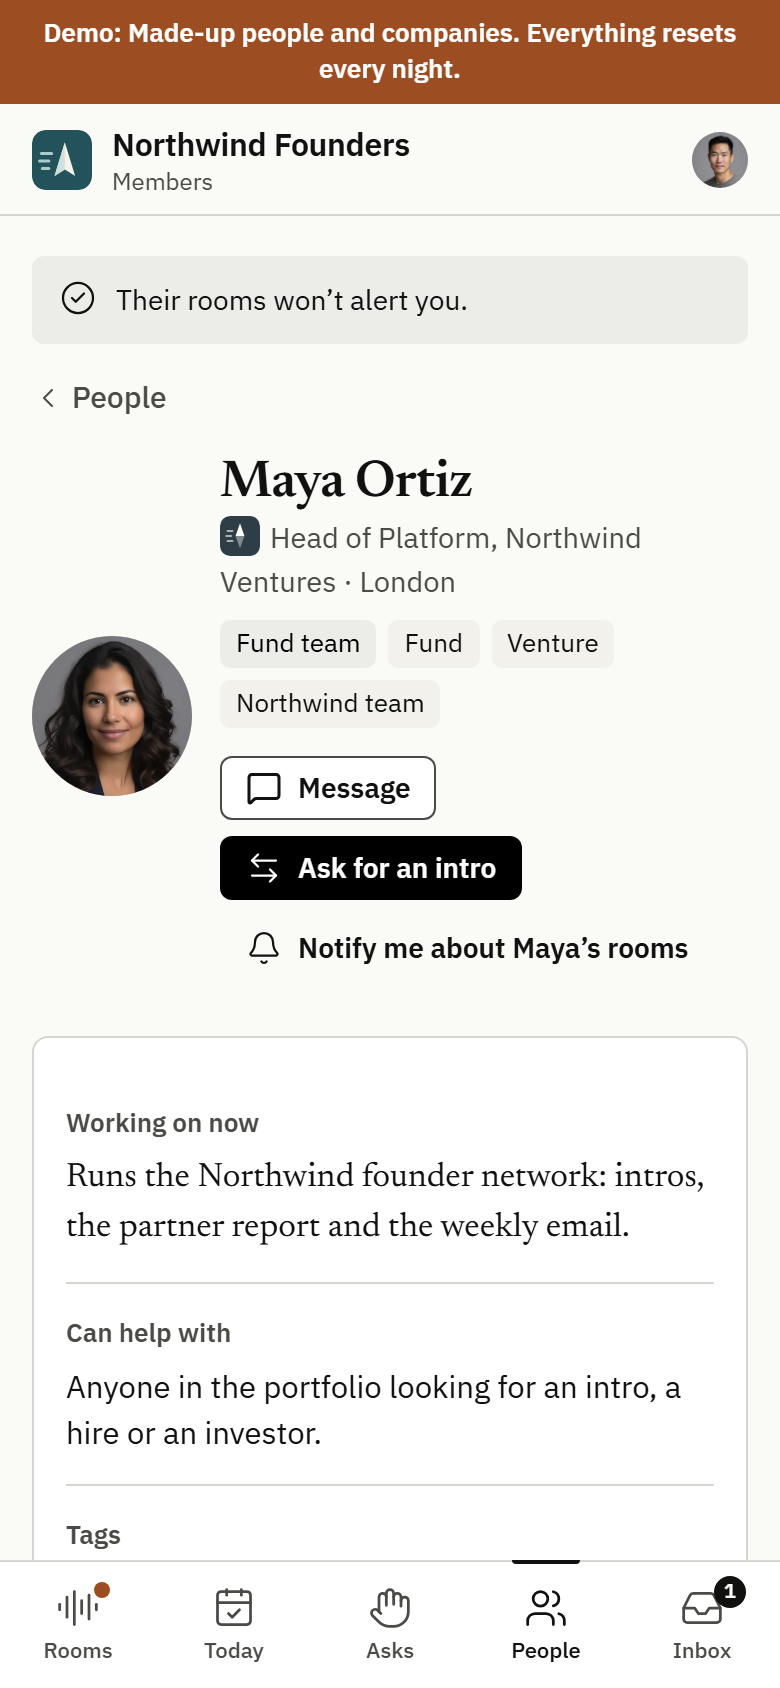 Demo: Made-up people and companies. Everything resets
every night.
Northwind Founders
Members
Their rooms won’t alert you.
People
Maya Ortiz
Head of Platform, Northwind
Ventures · London
Fund team Fund Venture
Northwind team
Message
Ask for an intro
Notify me about Maya’s rooms
Working on now
Runs the Northwind founder network: intros,
the partner report and the weekly email.
Can help with
Anyone in the portfolio looking for an intro, a
hire or an investor.
Tags
1
Rooms Today Asks People Inbox